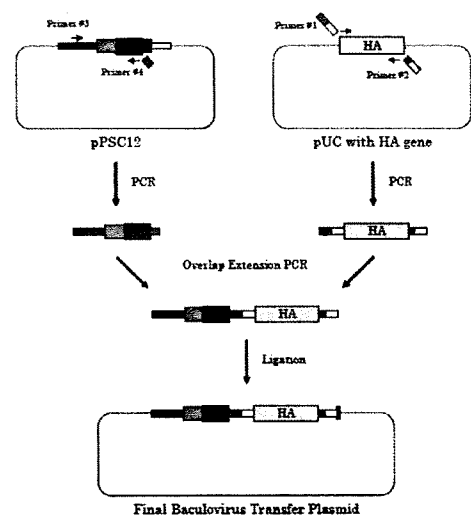 Primer #3
Primer #4
Primer #1
HA
Primer #2
pPSC12
pUC with HA gene
PCR
PCR
HA
Overlap Extension PCR
HA
Ligation
HA
Final Baculovirus Transfer Plasmid